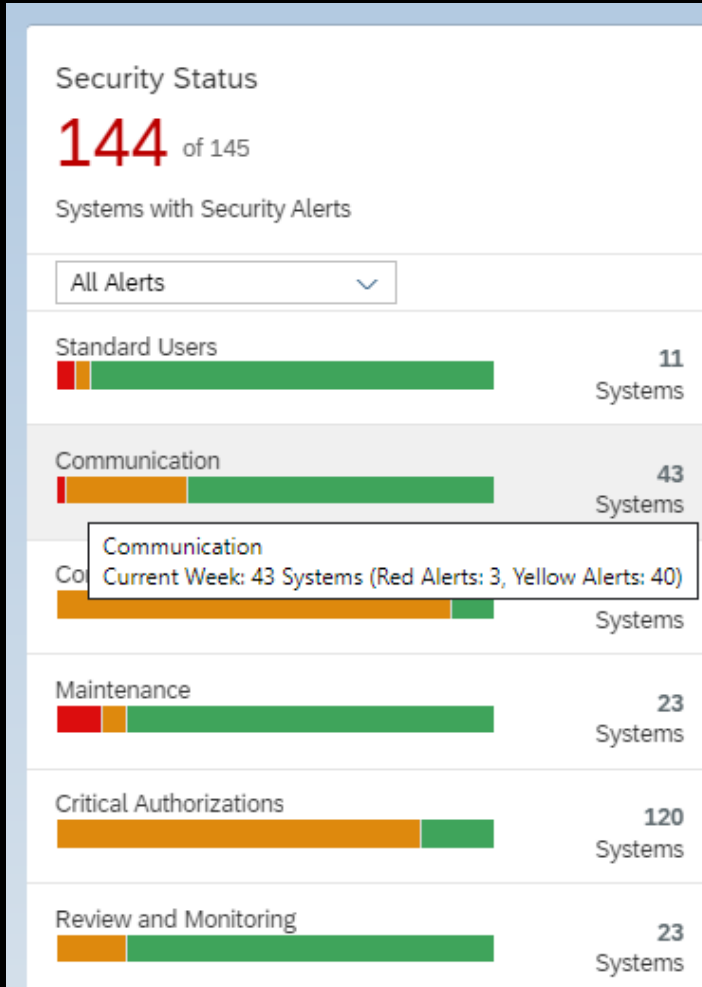 Security Status
144 of 145
Systems with Security Alerts
All Alerts
Standard Users
11
Systems
Communication
43
Systems
Communication
Current Week: 43 Systems (Red Alerts: 3, Yellow Alerts: 40)
Systems
Maintenance
23
Systems
Critical Authorizations
120
Systems
Review and Monitoring
23
Systems